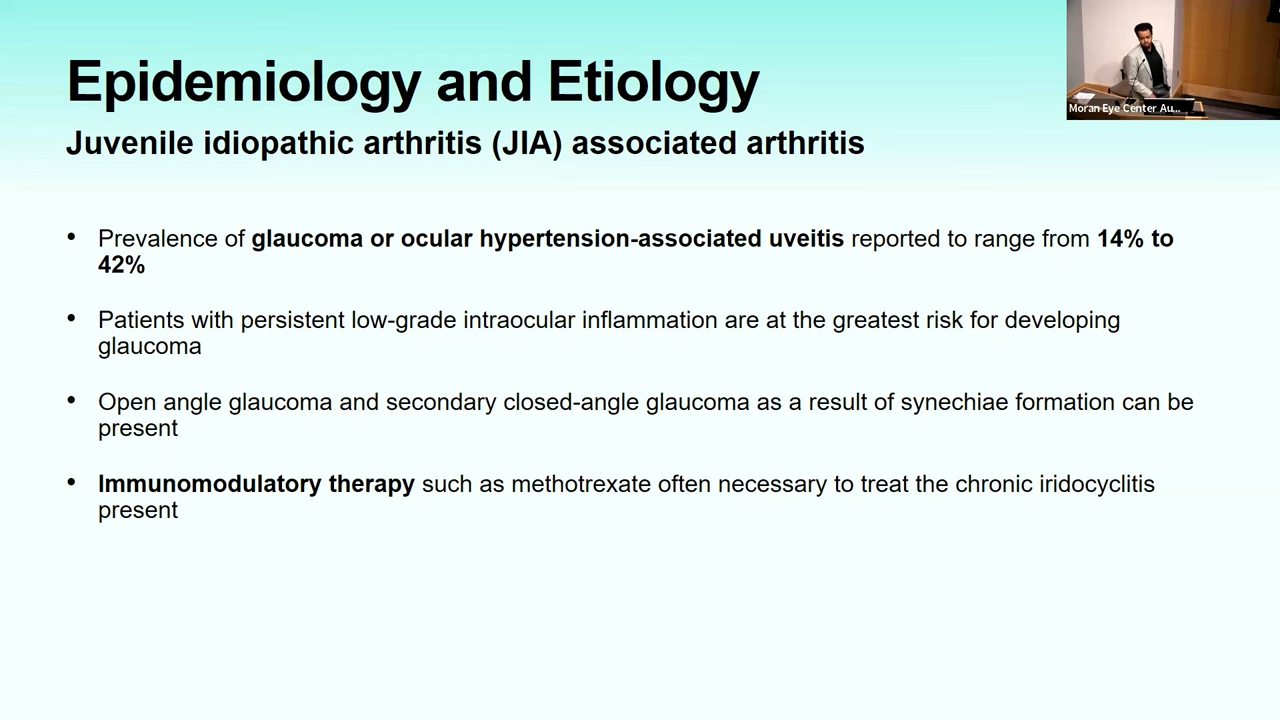 Epidemiology and Etiology
Moran Eye Center Au...
Juvenile idiopathic arthritis (JIA) associated arthritis
• Prevalence of glaucoma or ocular hypertension-associated uveitis reported to range from 14% to
42%
• Patients with persistent low-grade intraocular inflammation are at the greatest risk for developing
glaucoma
• Open angle glaucoma and secondary closed-angle glaucoma as a result of synechiae formation can be
present
• Immunomodulatory therapy such as methotrexate often necessary to treat the chronic iridocyclitis
present